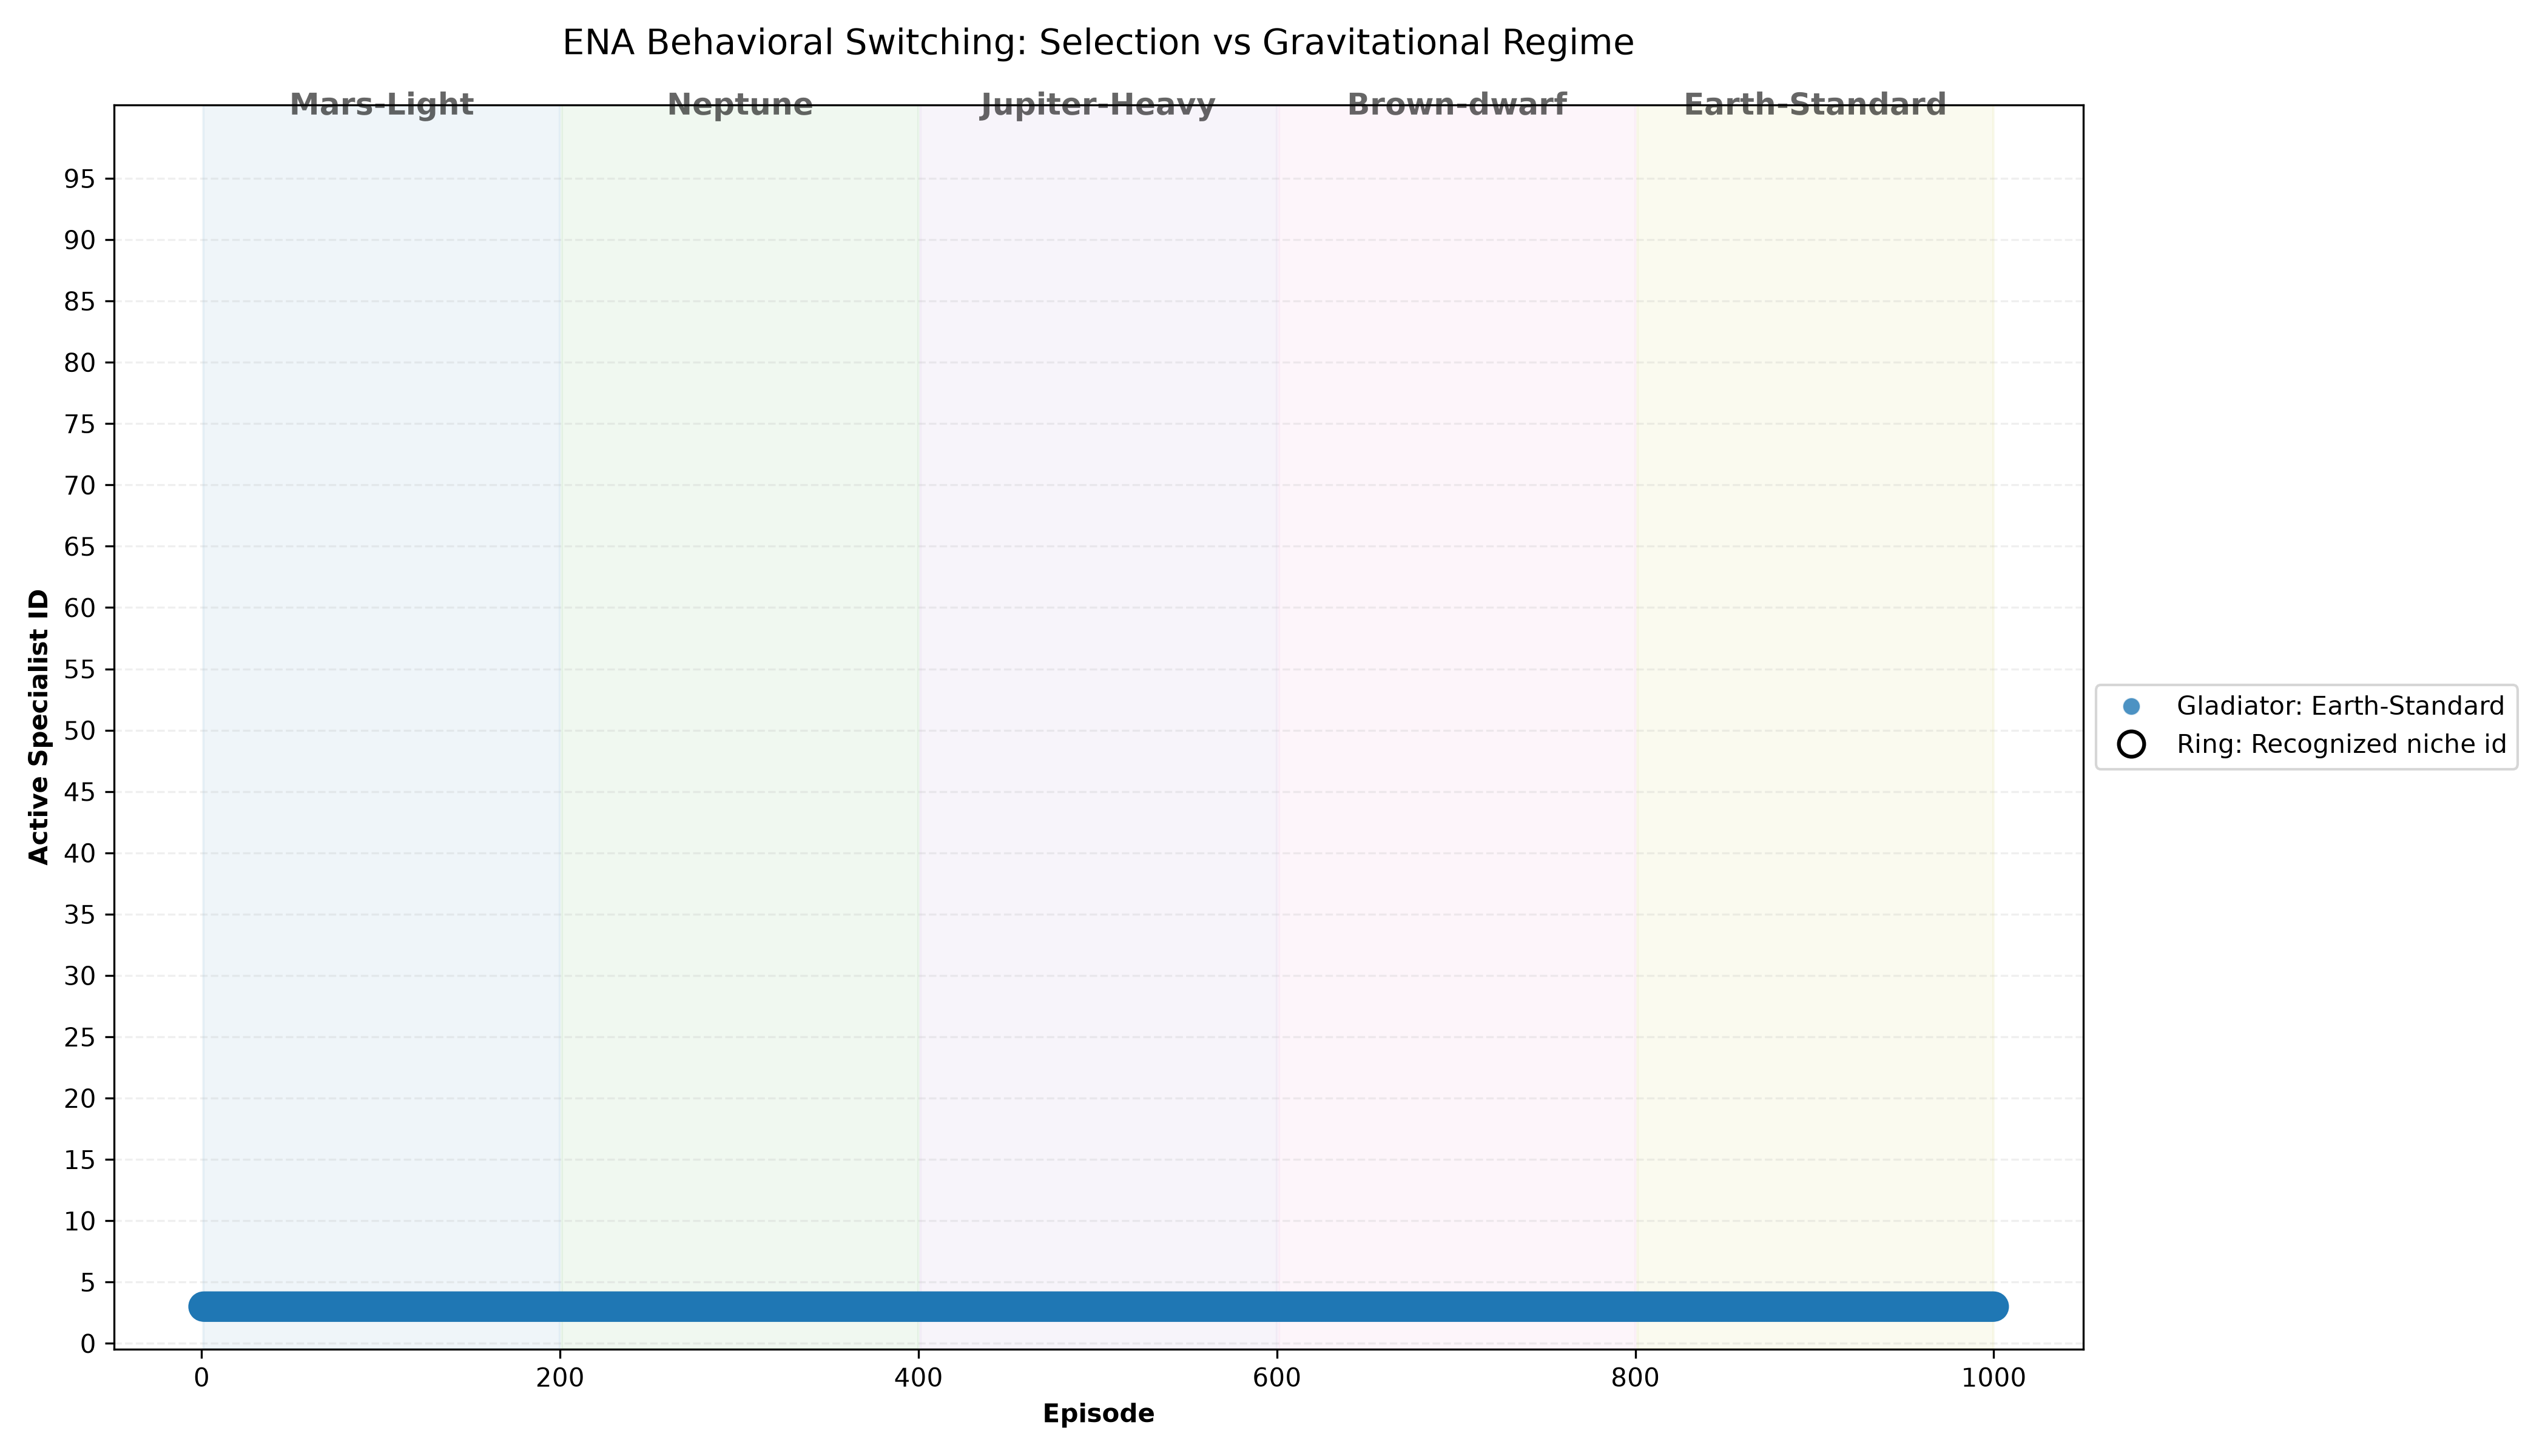 ENA Behavioral Switching: Selection vs Gravitational Regime
Mars-Light
Neptune
Jupiter-Heavy
Brown-dwarf
Earth-Standard
95
90
85
80
75
70
65
60
55
50
45
40
35
30
25
20
15
10
5
0
Active Specialist ID
0
200
400
600
800
1000
Episode
Gladiator: Earth-Standard
Ring: Recognized niche id